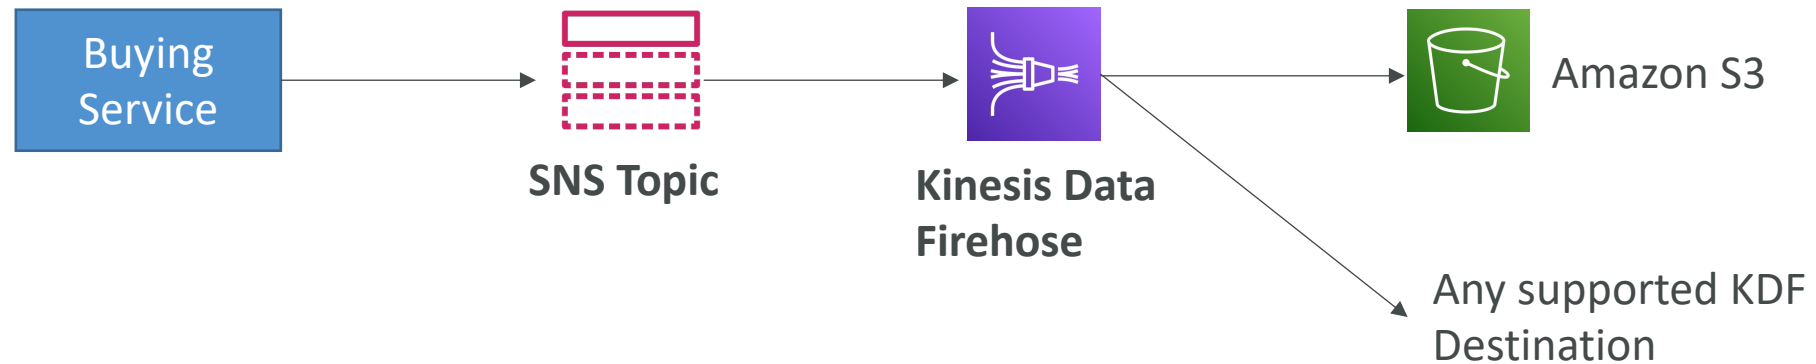 Buying
Service
SNS Topic
Kinesis Data
Firehose
Amazon S3
Any supported KDF
Destination